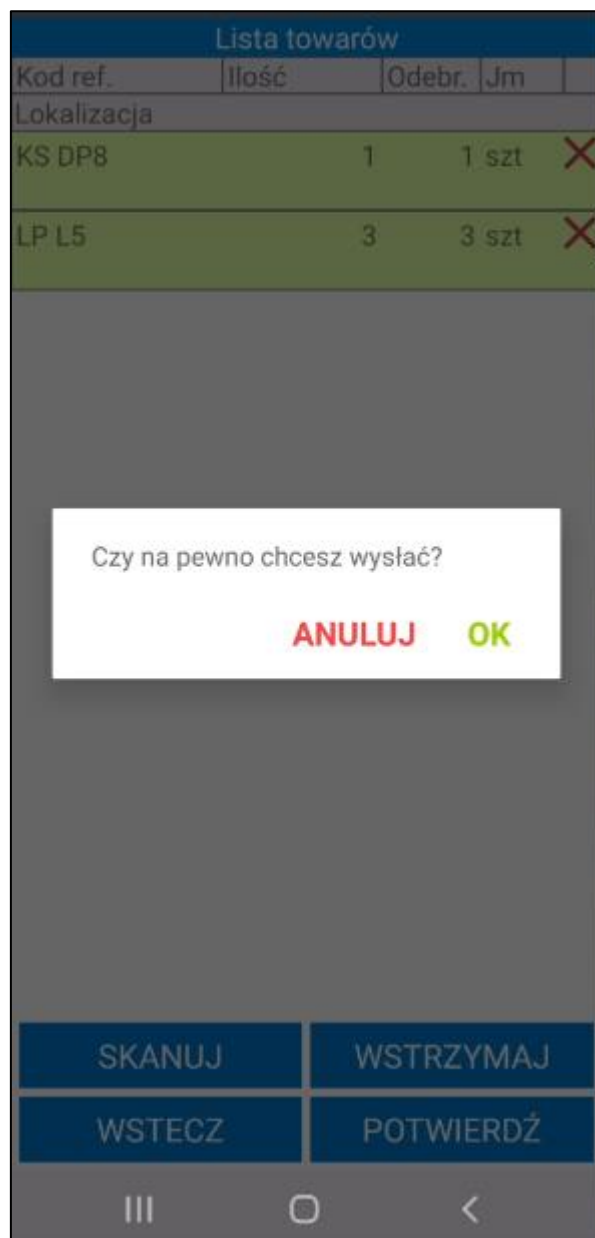 Lista towarów
Kod ref. Ilość Odebr. Jm
Lokalizacja
KS DP8 1 1 szt
LP L5 3 3 szt
Czy na pewno chcesz wysłać?
ANULUJ OK
SKANUJ WSTRZYMAJ
WSTECZ POTWIERDŹ